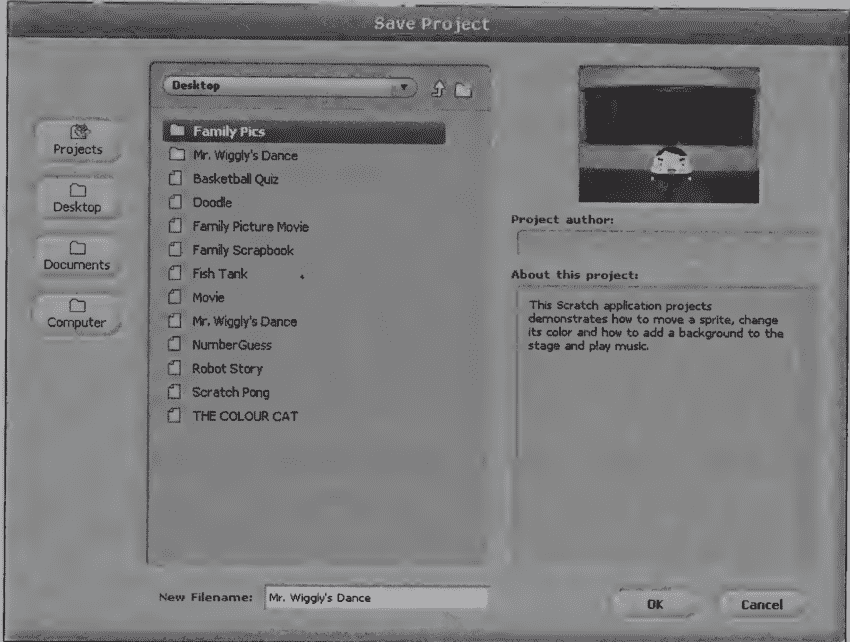 Save Project
Desktop
Projects
Desktop
Documents
Computer
Family Pics
Mr. Wiggly's Dance
Basketball Quiz
Doodle
Family Picture Movie
Family Scrapbook
Fish Tank
Movie
Mr. Wiggly's Dance
NumberGuess
Robot Story
Scratch Pong
THE COLOUR CAT
Project author:
About this project:
This Scratch application projects
demonstrates how to move a sprite, change
its color and how to add a background to the
stage and play music.
New Filename:
Mr. Wiggly's Dance
OK
Cancel